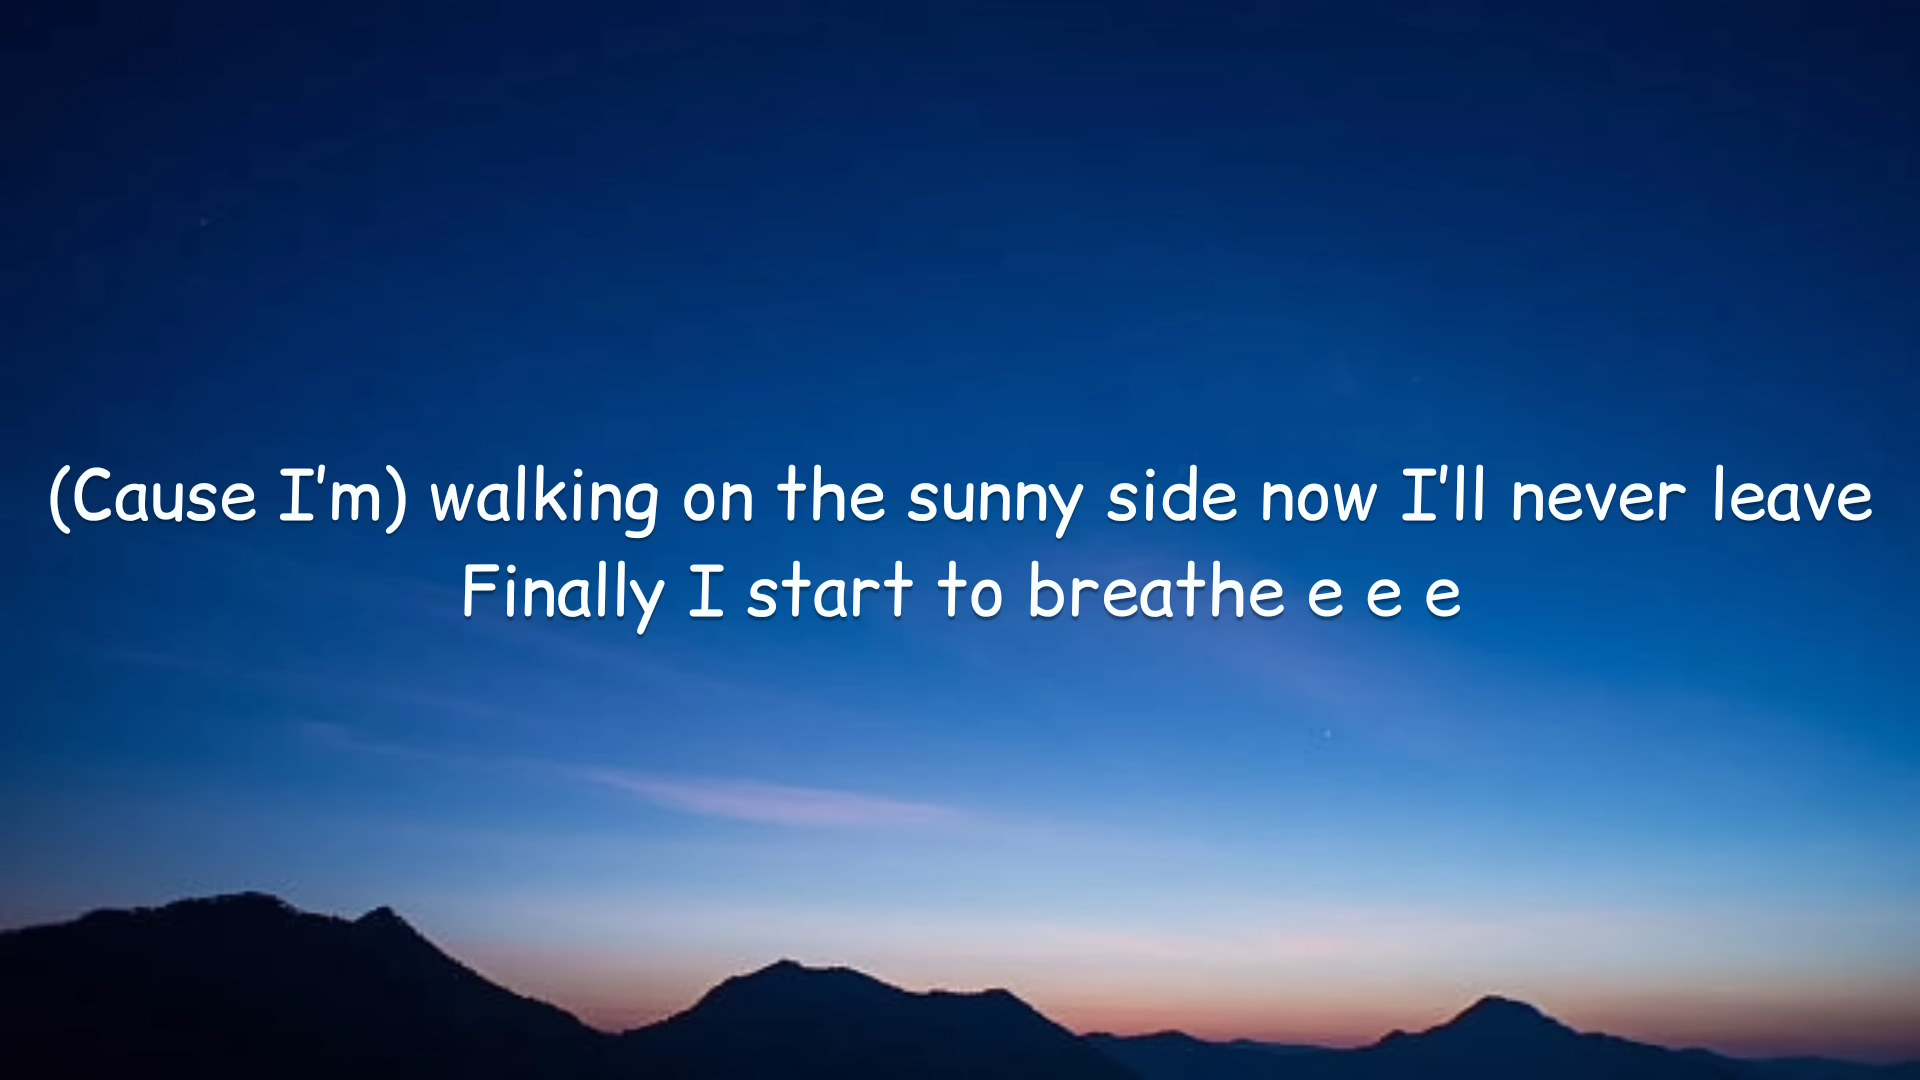 (Cause I'm) walking on the sunny side now I'll never leave
Finally I start to breathe e e e